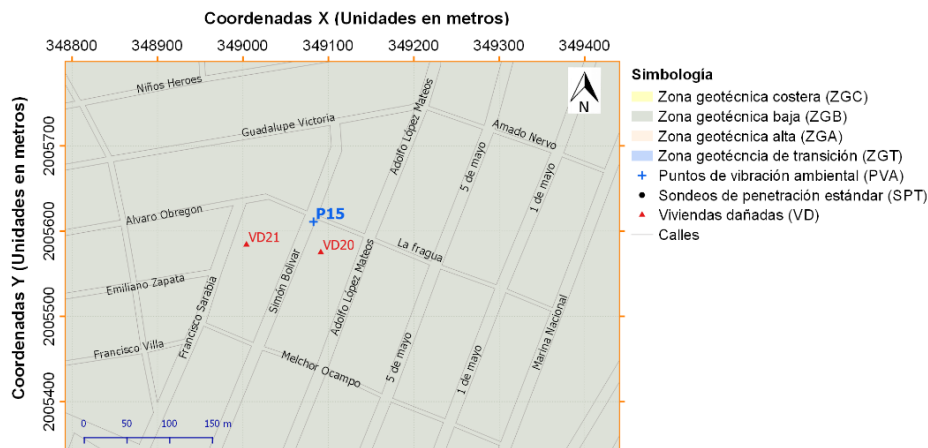 Coordenadas X (Unidades en metros)
348800 348900 349000 349100 349200 349300 349400
Coordenadas Y (Unidades en metros)
2005700
2005600
2005500
2005400
Niños Heroes
Guadalupe Victoria
Adolfo López Mateos
Amado Nervo
5 de mayo
1 de mayo
N
Alvaro Obregon
P15
VD21
VD20
La fragua
Emiliano Zapata
Simón Bolivar
Adolfo López Mateos
Francisco Sarabia
Francisco Villa
Melchor Ocampo
5 de mayo
1 de mayo
Marina Nacional
0 50 100 150 m
Simbología
Zona geotécnica costera (ZGC)
Zona geotécnica baja (ZGB)
Zona geotécnica alta (ZGA)
Zona geotécncia de transición (ZGT)
Puntos de vibración ambiental (PVA)
Sondeos de penetración estándar (SPT)
Viviendas dañadas (VD)
Calles